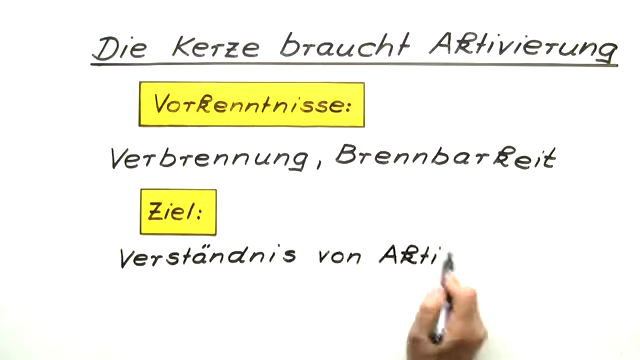 Die Kerze braucht Aktivierung
Vorkenntnisse:
Verbrennung, Brennbarkeit
Ziel:
Verständnis von Akti